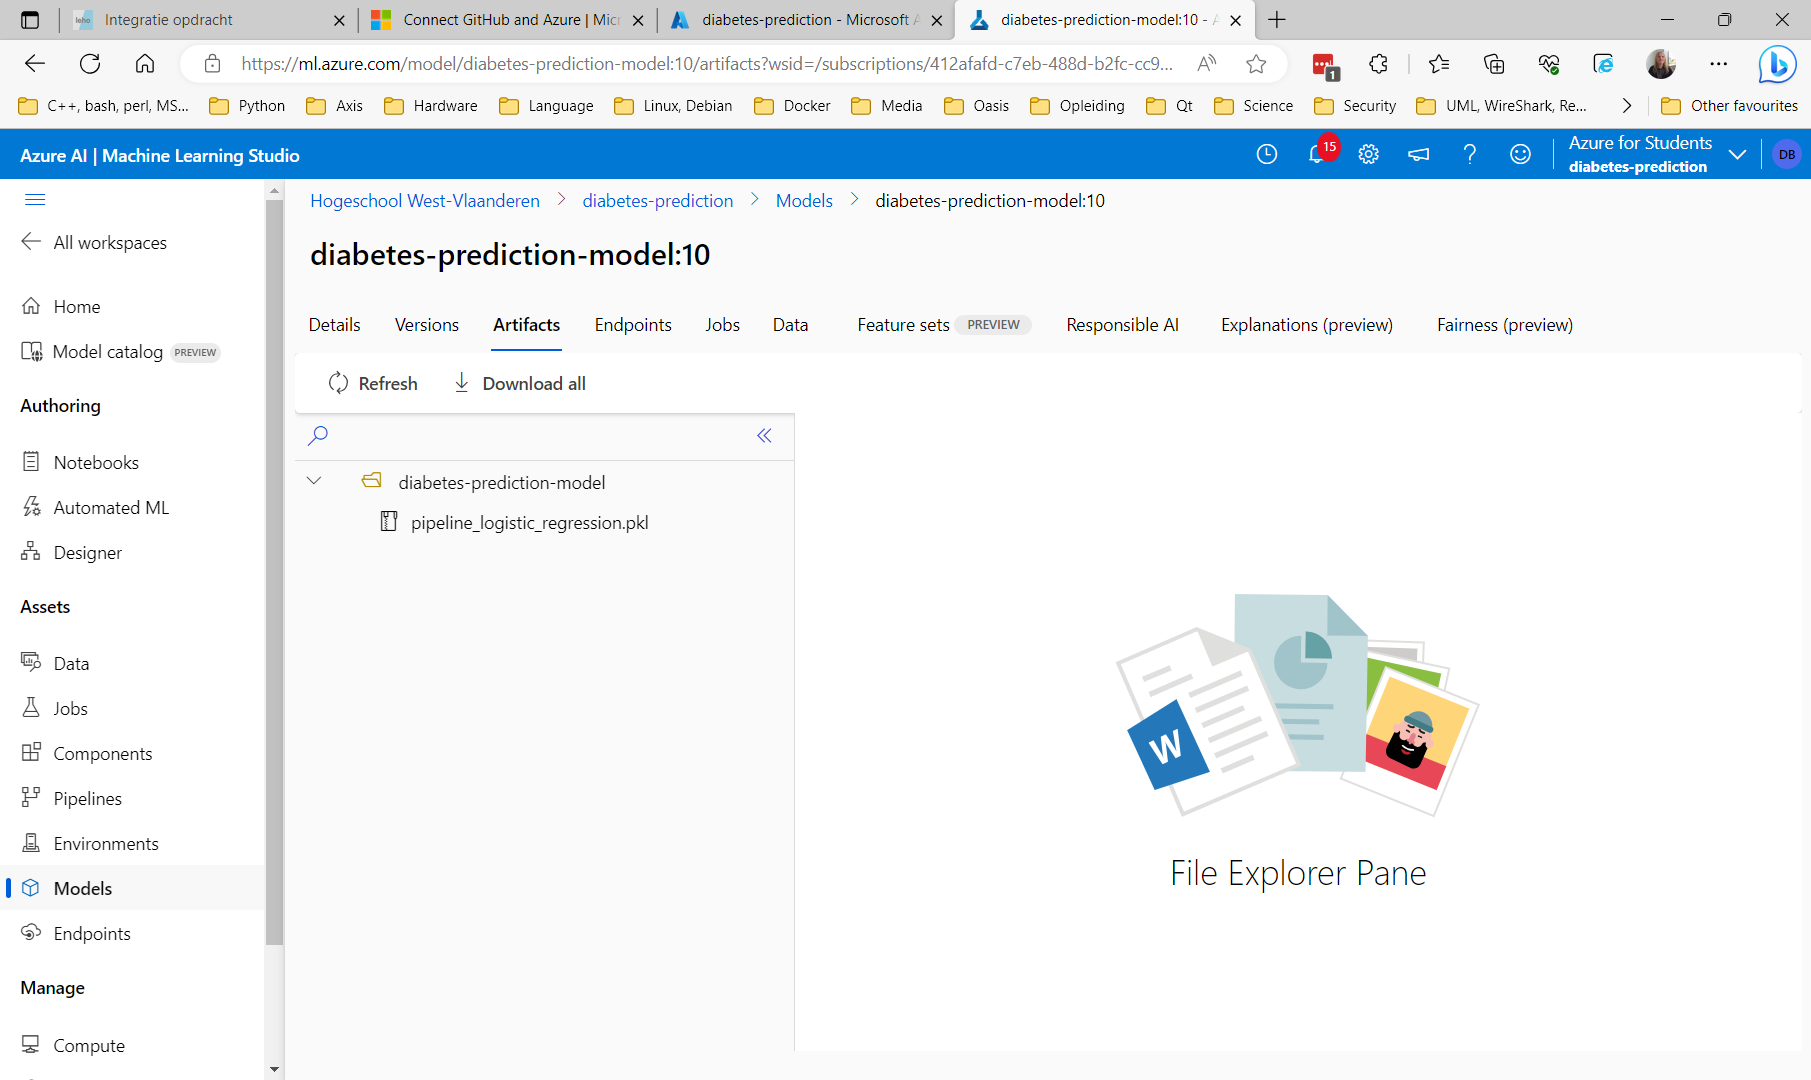 leho Integratie opdracht
Connect GitHub and Azure | Micr
diabetes-prediction - Microsoft A
diabetes-prediction-model:10 - A
https://ml.azure.com/model/diabetes-prediction-model:10/artifacts?wsid=/subscriptions/412afafd-c7eb-488d-b2fc-cc9...
1
C++, bash, perl, MS... Python Axis Hardware Language Linux, Debian Docker Media Oasis Opleiding Qt Science Security UML, WireShark, Re... Other favourites
Azure AI | Machine Learning Studio
15
Azure for Students
diabetes-prediction
DB
All workspaces
Home
Model catalog PREVIEW
Authoring
Notebooks
Automated ML
Designer
Assets
Data
Jobs
Components
Pipelines
Environments
Models
Endpoints
Manage
Compute
Hogeschool West-Vlaanderen > diabetes-prediction > Models > diabetes-prediction-model:10
diabetes-prediction-model:10
Details Versions Artifacts Endpoints Jobs Data Feature sets PREVIEW Responsible AI Explanations (preview) Fairness (preview)
Refresh Download all
diabetes-prediction-model
pipeline_logistic_regression.pkl
W
File Explorer Pane